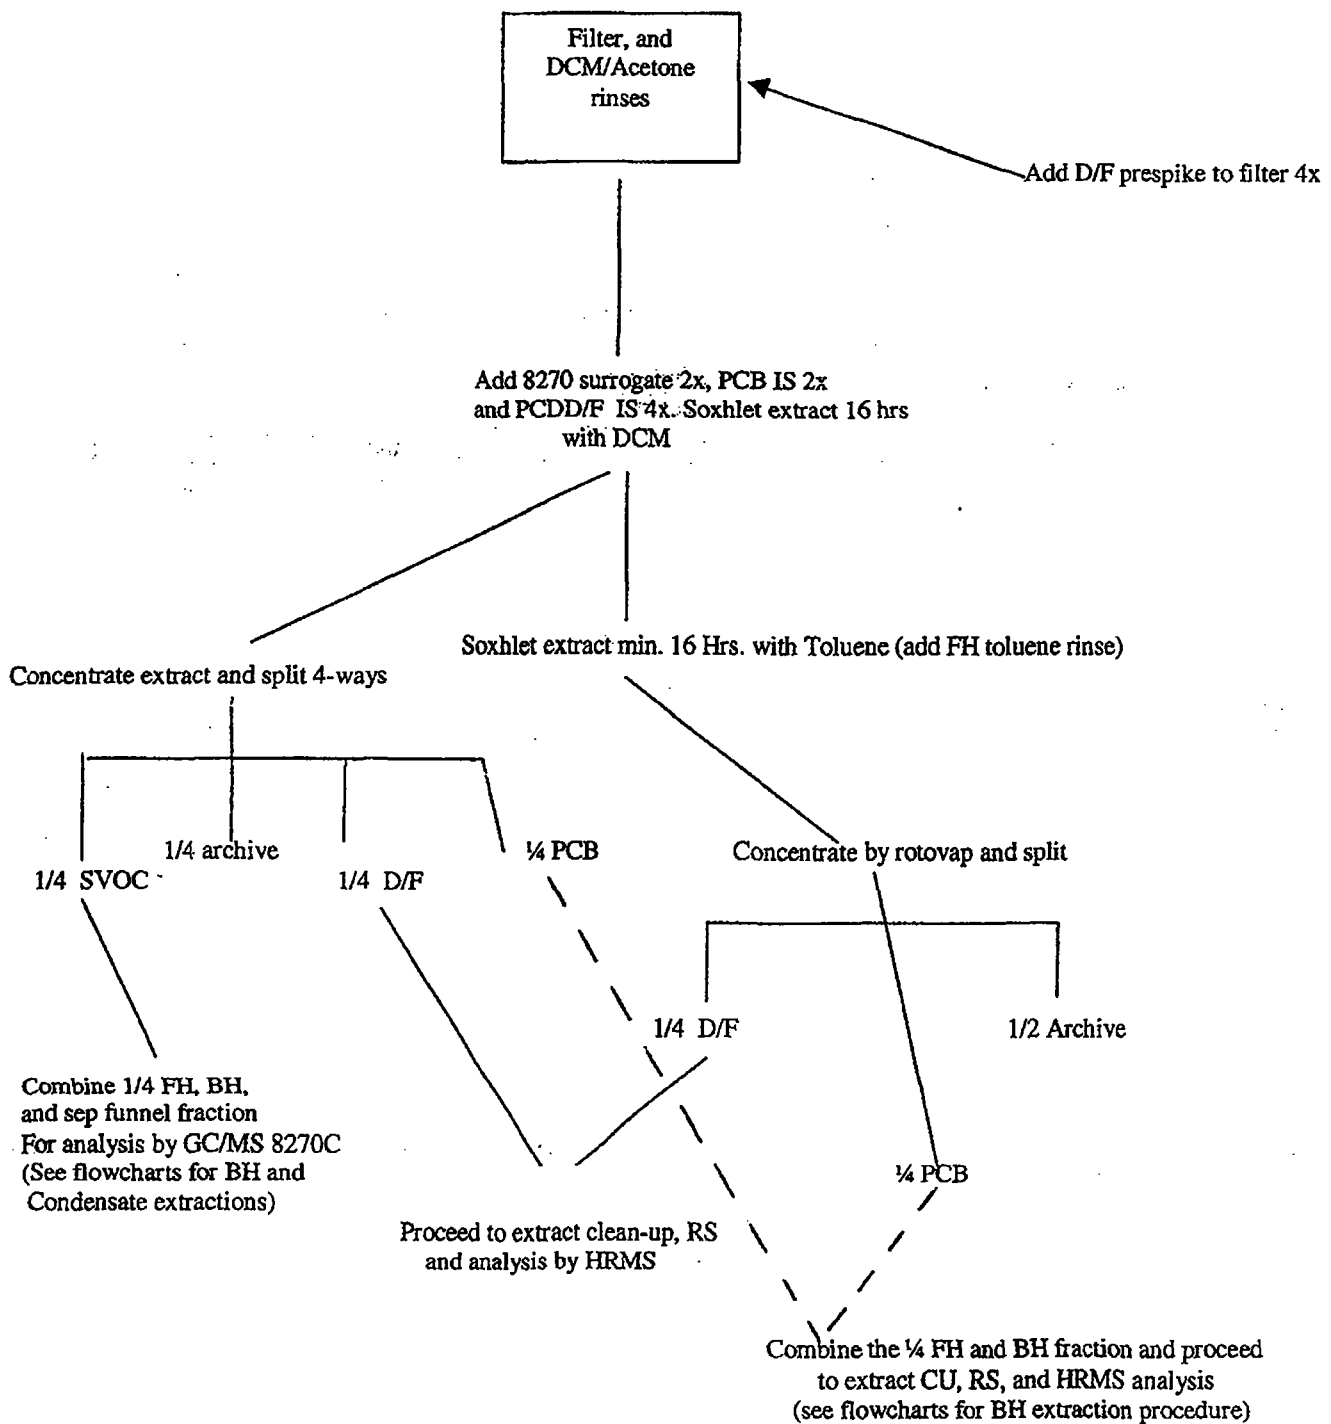 Filter, and
DCM/Acetone
rinses
Add D/F prespike to filter 4x
Add 8270 surrogate 2x, PCB IS 2x
and PCDD/F IS 4x. Soxhlet extract 16 hrs
with DCM
Soxhlet extract min. 16 Hrs. with Toluene (add FH toluene rinse)
Concentrate extract and split 4-ways
1/4 SVOC
1/4 archive
1/4 D/F
¼ PCB
Concentrate by rotovap and split
1/4 D/F
1/2 Archive
¼ PCB
Combine 1/4 FH, BH,
and sep funnel fraction
For analysis by GC/MS 8270C
(See flowcharts for BH and
Condensate extractions)
Proceed to extract clean-up, RS
and analysis by HRMS
Combine the ¼ FH and BH fraction and proceed
to extract CU, RS, and HRMS analysis
(see flowcharts for BH extraction procedure)